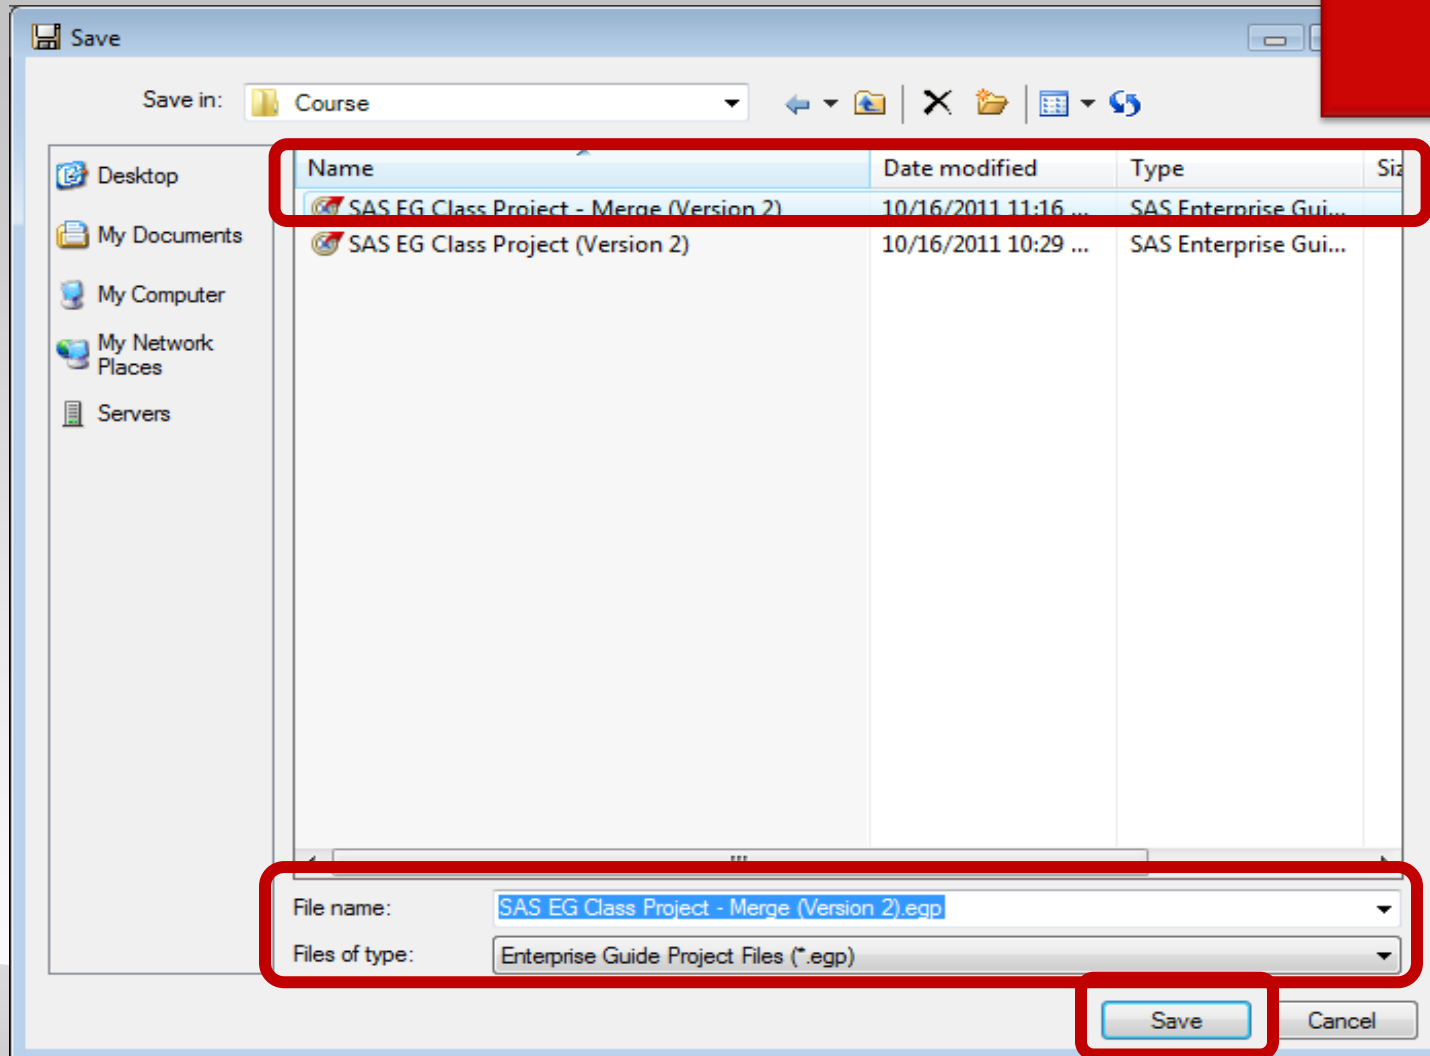 Save
Save in: Course
Desktop
My Documents
My Computer
My Network
Places
Servers
Name Date modified Type Siz
SAS EG Class Project - Merge (Version 2) 10/16/2011 11:16 ... SAS Enterprise Gui...
SAS EG Class Project (Version 2) 10/16/2011 10:29 ... SAS Enterprise Gui...
File name: SAS EG Class Project - Merge (Version 2).egp
Files of type: Enterprise Guide Project Files (*.egp)
Save Cancel